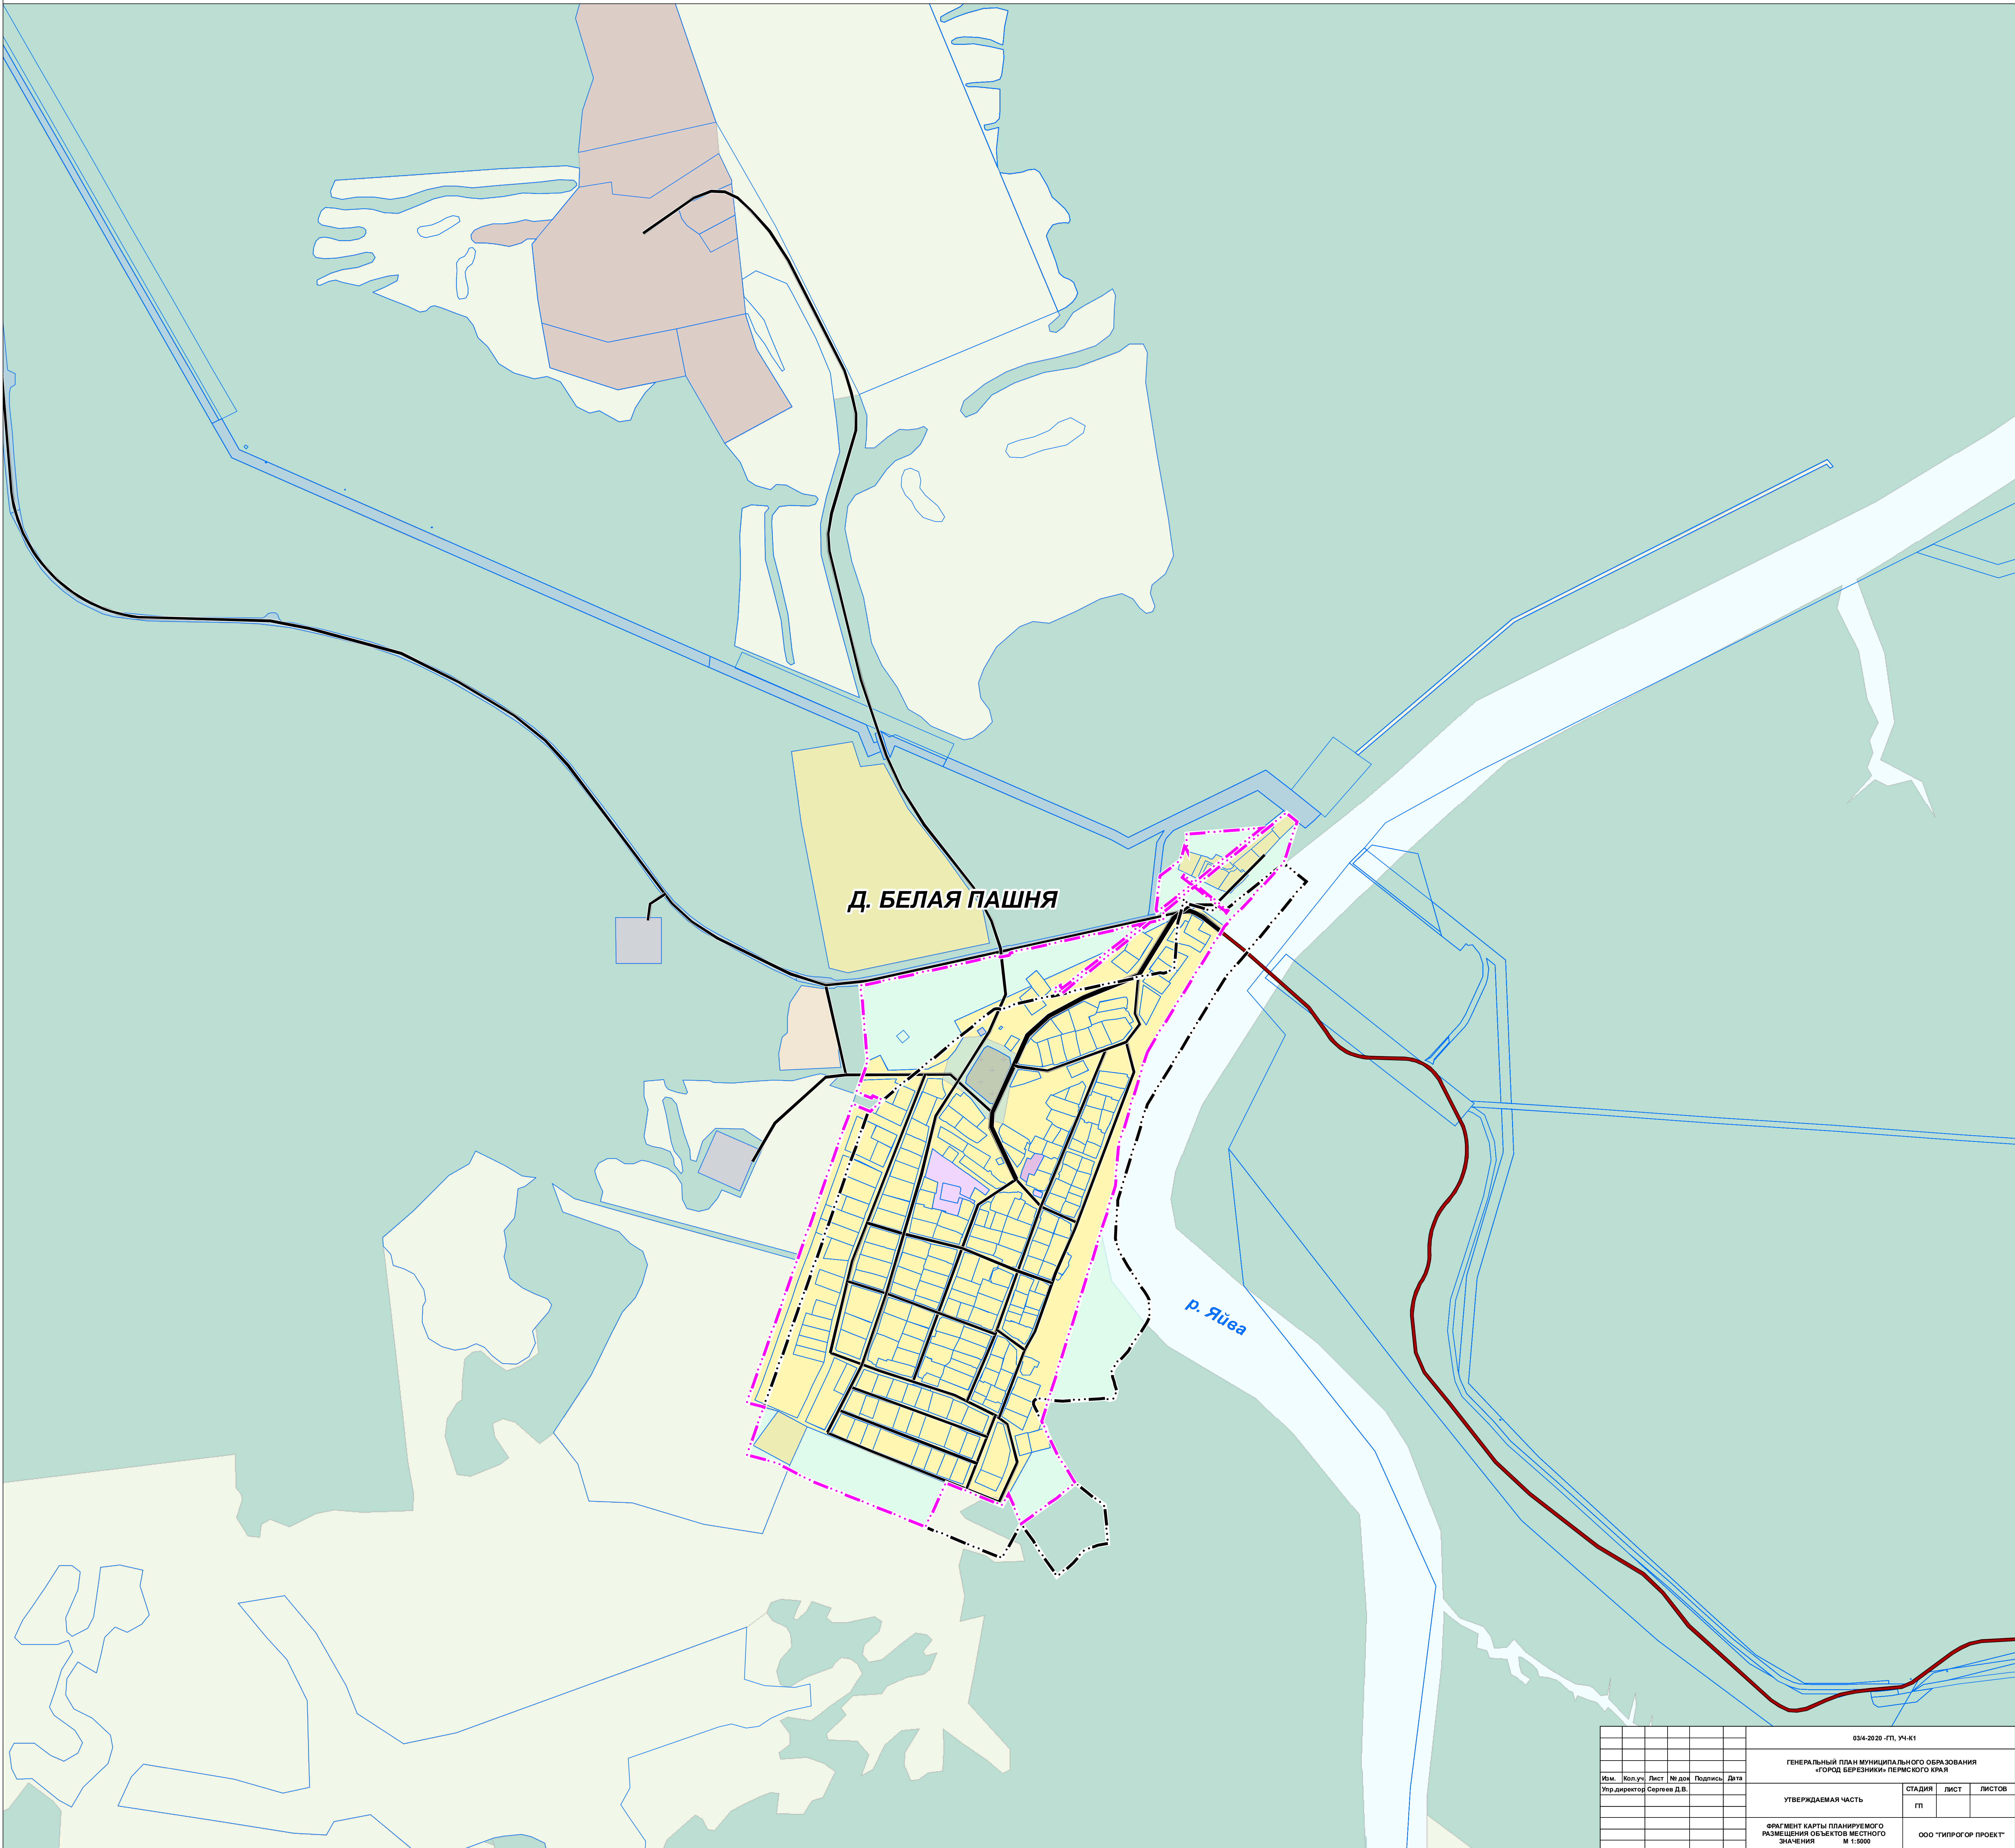 Д. БЕЛАЯ ПАШНЯ
р. Яйва
03/4-2020 -ГП, УЧ-К1
ГЕНЕРАЛЬНЫЙ ПЛАН МУНИЦИПАЛЬНОГО ОБРАЗОВАНИЯ
«ГОРОД БЕРЕЗНИКИ» ПЕРМСКОГО КРАЯ
Изм. Кол.уч. Лист № док Подпись Дата
Упр.директор Сергеев Д.В.
УТВЕРЖДАЕМАЯ ЧАСТЬ
СТАДИЯ ЛИСТ ЛИСТОВ
ГП
ФРАГМЕНТ КАРТЫ ПЛАНИРУЕМОГО
РАЗМЕЩЕНИЯ ОБЪЕКТОВ МЕСТНОГО
ЗНАЧЕНИЯ М 1:5000
ООО "ГИПРОГОР ПРОЕКТ"